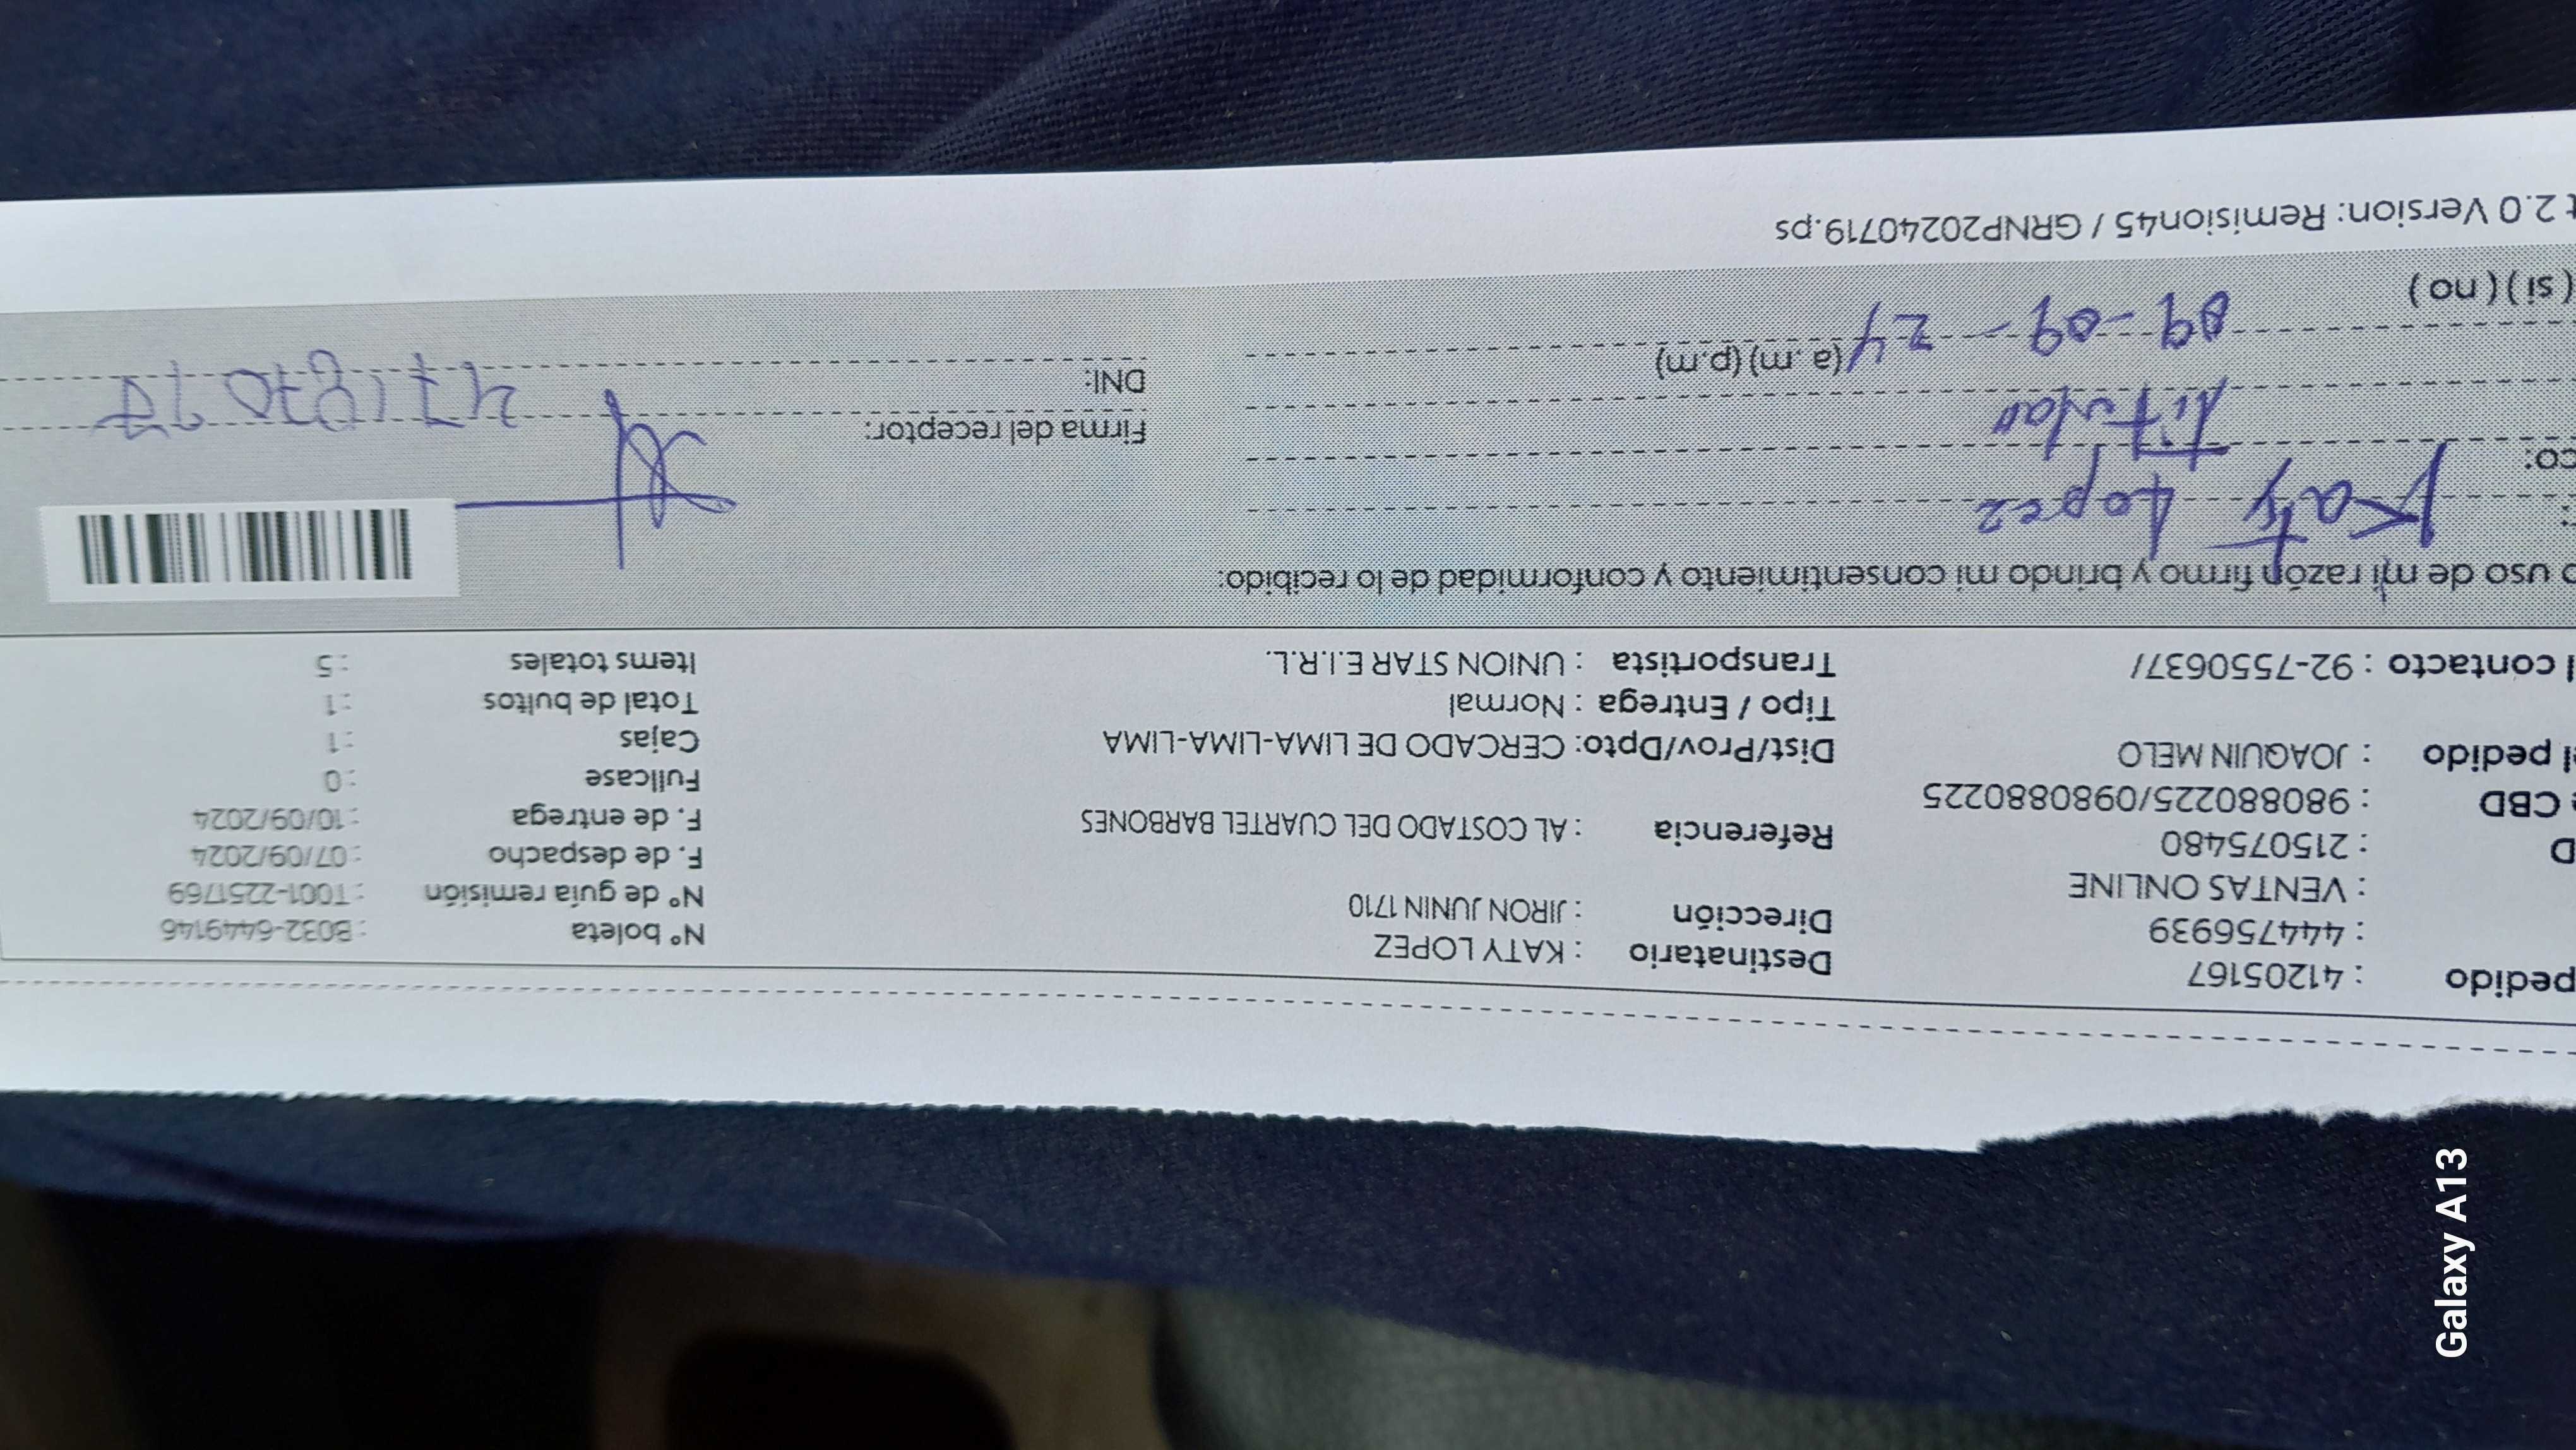 pedido : 41205167
: 444756939
: VENTAS ONLINE
D : 215075480
CBD : 980880225/0980880225
l pedido : JOAQUIN MELO
l contacto : 92-7550637//
Destinatario : KATY LOPEZ
Dirección : JIRON JUNIN 1710
Referencia : AL COSTADO DEL CUARTEL BARBONES
Dist/Prov/Dpto: CERCADO DE LIMA-LIMA-LIMA
Tipo / Entrega : Normal
Transportista : UNION STAR E.I.R.L.
N° boleta : B032-6449146
N° de guía remisión : T001-2251769
F. de despacho : 07/09/2024
F. de entrega : 10/09/2024
Fullcase : 0
Cajas : 1
Total de bultos : 1
Items totales : 5
o uso de mi razón firmo y brindo mi consentimiento y conformidad de lo recibido:
Katy Lopez
co:
titular
09-09-24 (a.m) (p.m)
( si ) ( no )
Firma del receptor:
DNI:
t 2.0 Version: Remision45 / GRNP20240719.ps
Galaxy A13